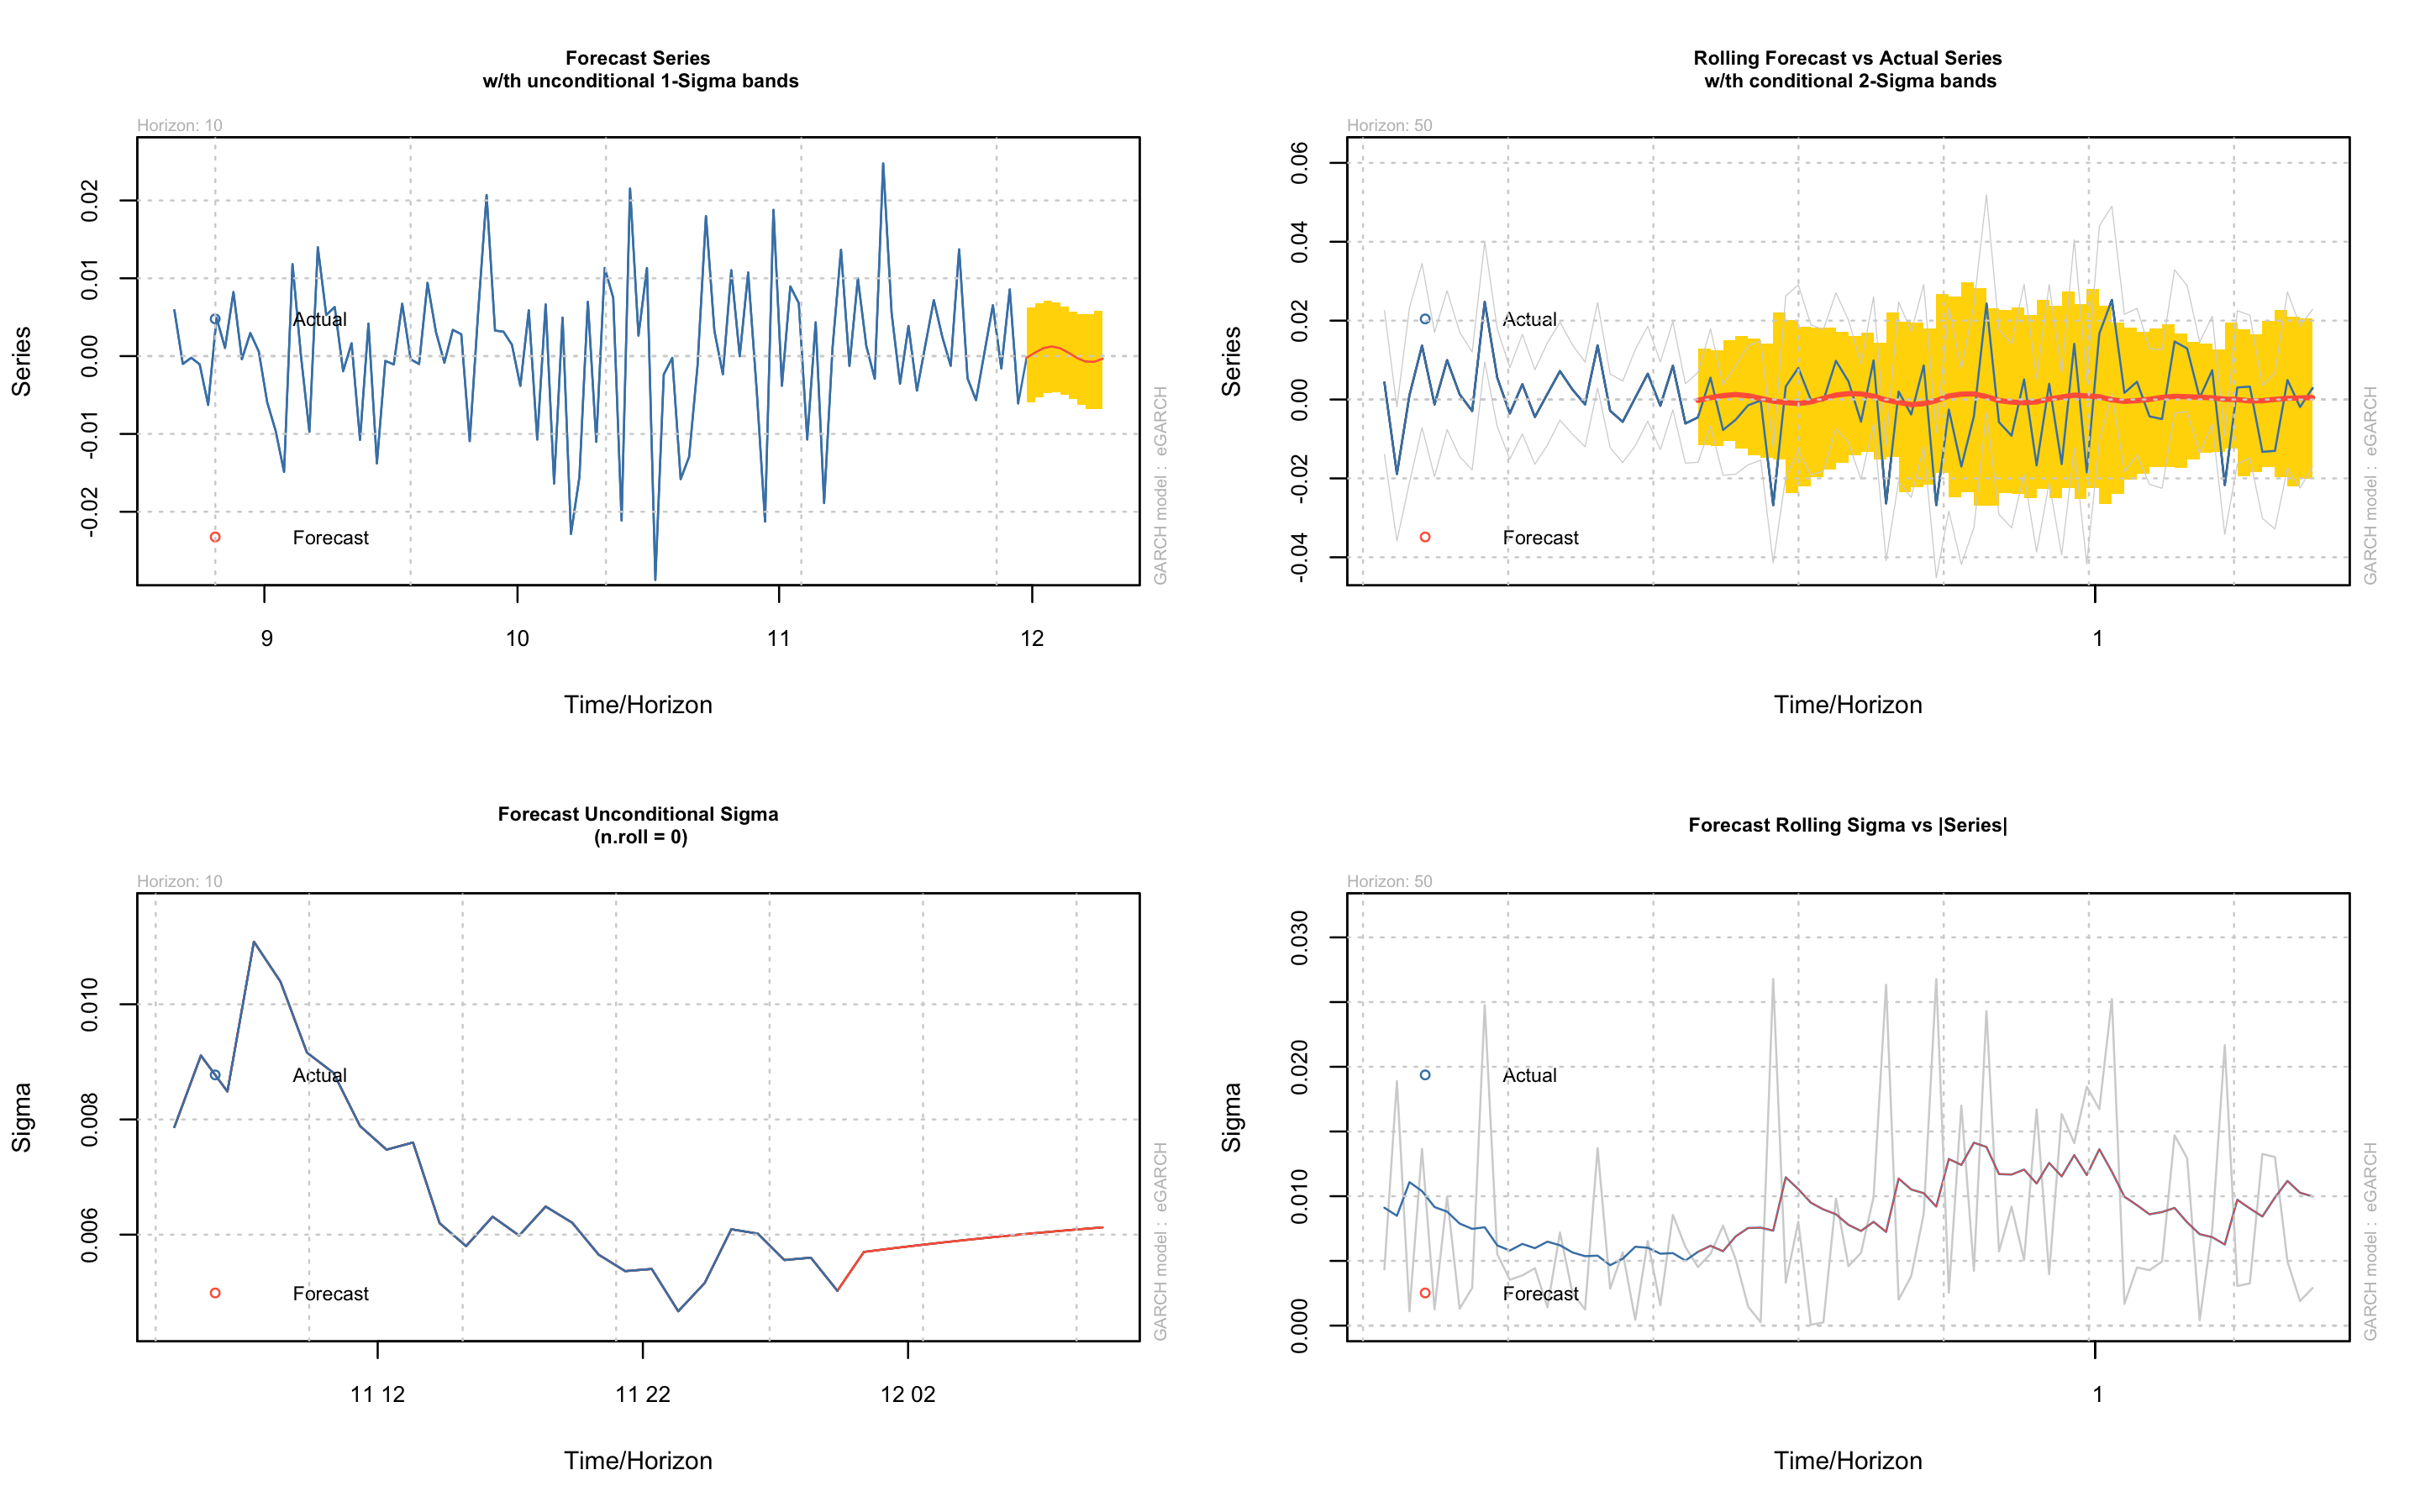 Forecast Series
w/th unconditional 1-Sigma bands
Horizon: 10
Series
0.02
0.01
0.00
-0.01
-0.02
Actual
Forecast
9
10
11
12
Time/Horizon
GARCH model : eGARCH
Rolling Forecast vs Actual Series
w/th conditional 2-Sigma bands
Horizon: 50
Series
0.06
0.04
0.02
0.00
-0.02
-0.04
Actual
Forecast
1
Time/Horizon
GARCH model : eGARCH
Forecast Unconditional Sigma
(n.roll = 0)
Horizon: 10
Sigma
0.010
0.008
0.006
Actual
Forecast
11 12
11 22
12 02
Time/Horizon
GARCH model : eGARCH
Forecast Rolling Sigma vs |Series|
Horizon: 50
Sigma
0.030
0.020
0.010
0.000
Actual
Forecast
1
Time/Horizon
GARCH model : eGARCH